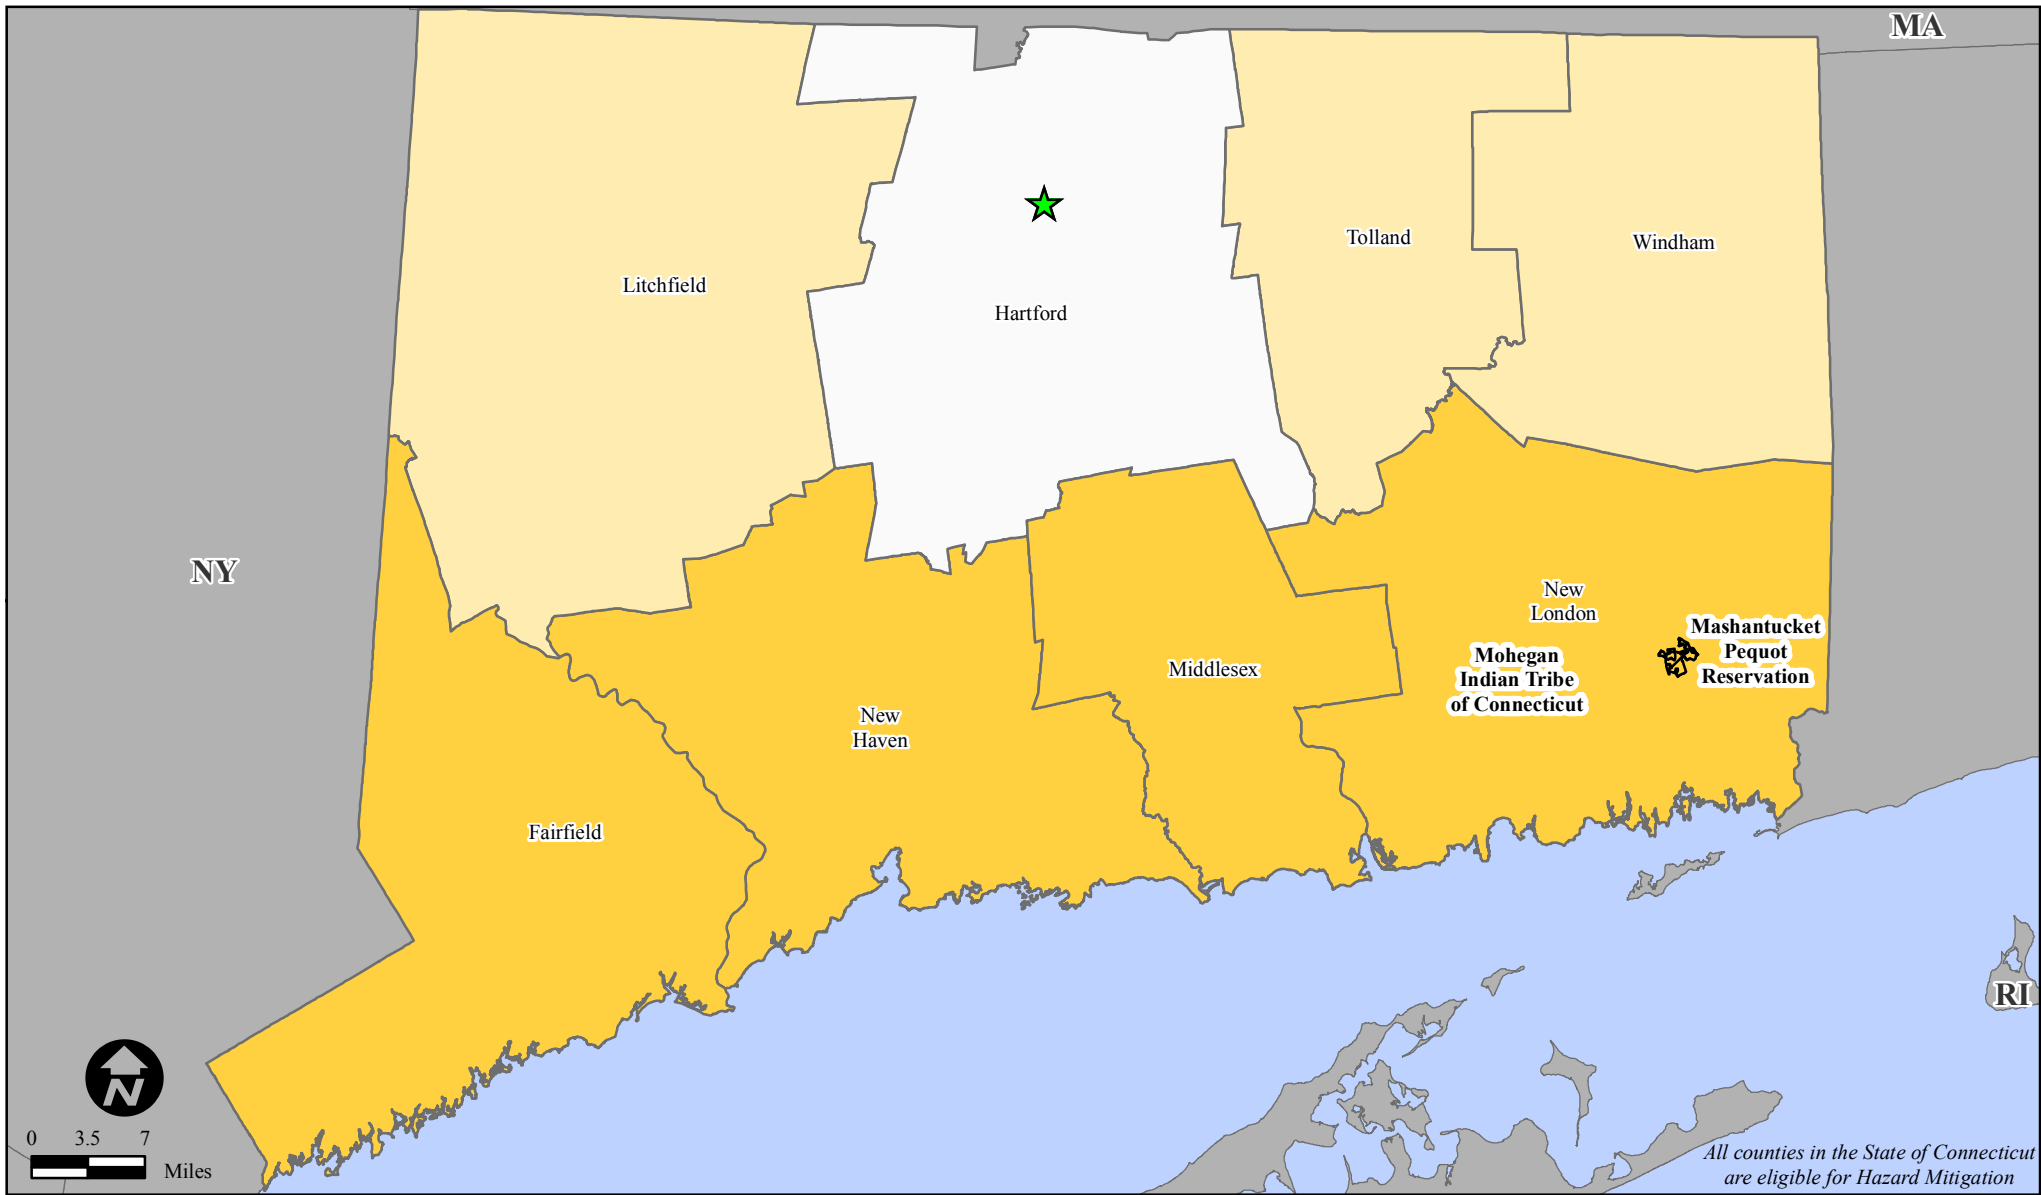 MA
Litchfield
Hartford
Tolland
Windham
NY
New
London
Mashantucket
Pequot
Reservation
Mohegan
Indian Tribe
of Connecticut
Middlesex
New
Haven
Fairfield
RI
N
0 3.5 7
Miles
All counties in the State of Connecticut
are eligible for Hazard Mitigation